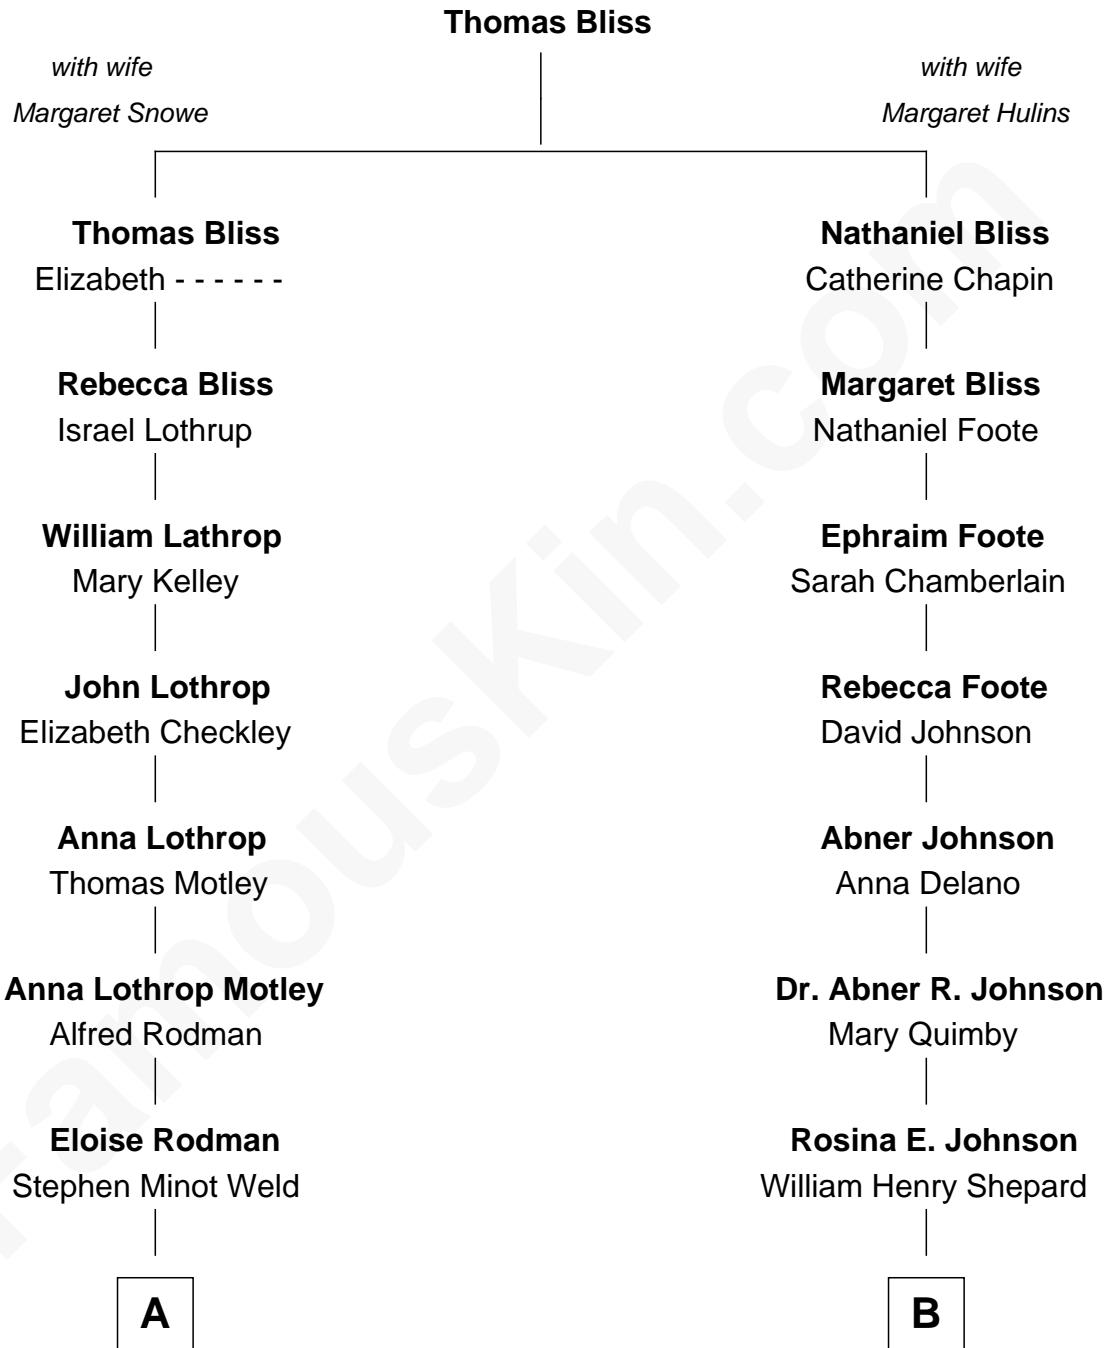 Thomas Bliss
with wife
Margaret Snowe
with wife
Margaret Hulins
Thomas Bliss
Elizabeth - - - - - -
Nathaniel Bliss
Catherine Chapin
Rebecca Bliss
Israel Lothrup
Margaret Bliss
Nathaniel Foote
William Lathrop
Mary Kelley
Ephraim Foote
Sarah Chamberlain
John Lothrop
Elizabeth Checkley
Rebecca Foote
David Johnson
Anna Lothrop
Thomas Motley
Abner Johnson
Anna Delano
Anna Lothrop Motley
Alfred Rodman
Dr. Abner R. Johnson
Mary Quimby
Eloise Rodman
Stephen Minot Weld
Rosina E. Johnson
William Henry Shepard
A
B
FamousKin.com